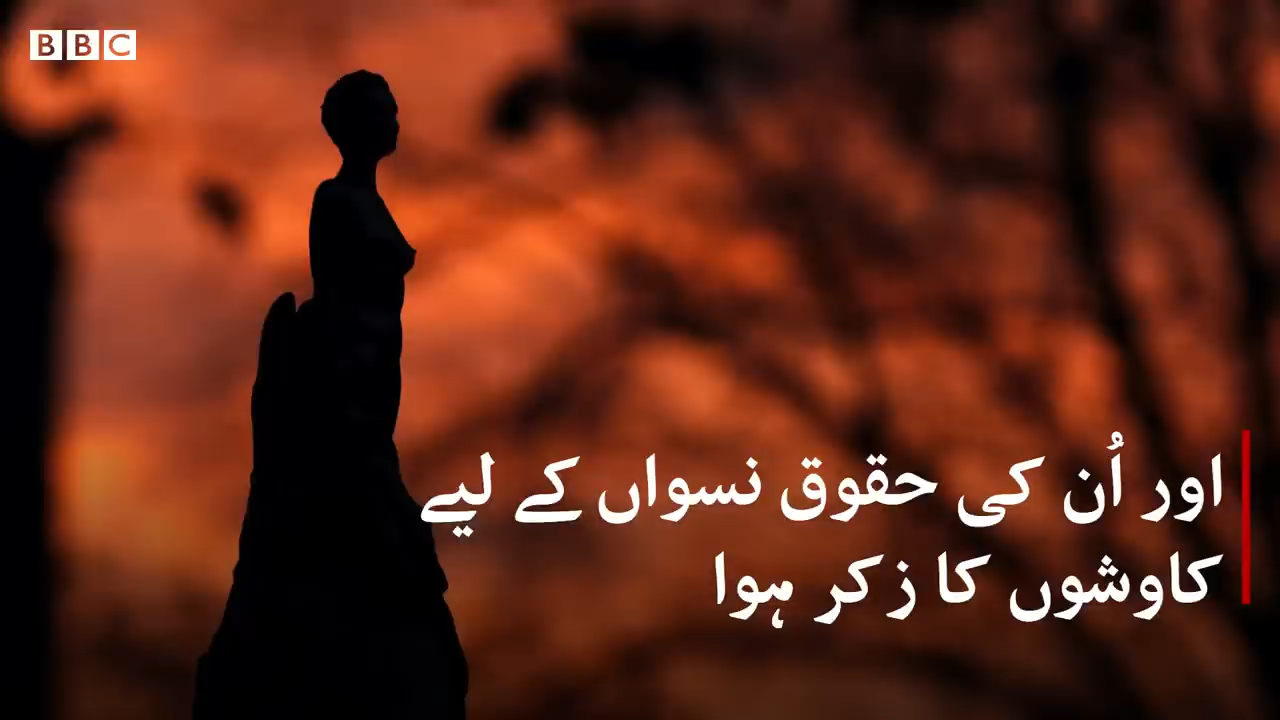 BBC
اور اُن کی حقوق نسواں کے لیے
کاوشوں کا زکر ہوا